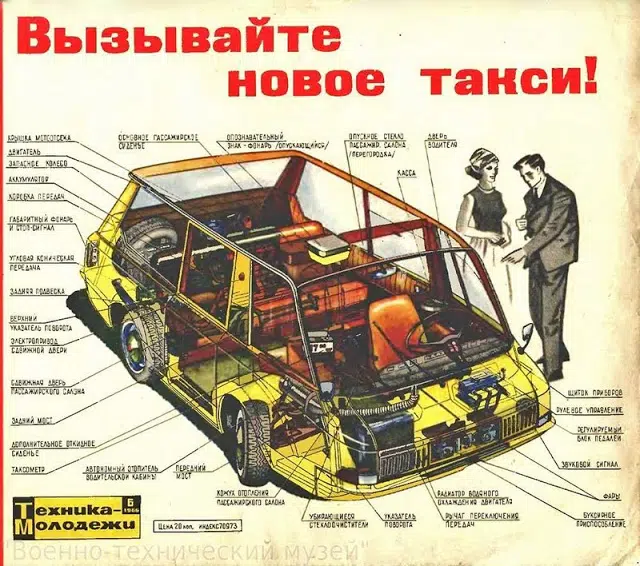 Вызывайте
новое такси!
КРЫШКА МОТООТСЕКА
ДВИГАТЕЛЬ
ЗАПАСНОЕ КОЛЕСО
АККУМУЛЯТОР
КОРОБКА ПЕРЕДАЧ
ГАБАРИТНЫЙ ФОНАРЬ
И СТОП-СИГНАЛ
УГЛОВАЯ КОНИЧЕСКАЯ
ПЕРЕДАЧА
ЗАДНЯЯ ПОДВЕСКА
ВЕРХНИЙ
УКАЗАТЕЛЬ ПОВОРОТА
ЭЛЕКТРОПРИВОД
СДВИЖНОЙ ДВЕРИ
СДВИЖНАЯ ДВЕРЬ
ПАССАЖИРСКОГО САЛОНА
ЗАДНИЙ МОСТ
ДОПОЛНИТЕЛЬНОЕ ОТКИДНОЕ
СИДЕНЬЕ
ТАКСОМЕТР
ОСНОВНОЕ ПАССАЖИРСКОЕ
СИДЕНЬЕ
ОПОЗНАВАТЕЛЬНЫЙ
ЗНАК-ФОНАРЬ /ОПУСКАЮЩИЙСЯ/
ОПУСКНОЕ СТЕКЛО
ПАССАЖИР. САЛОНА
/ПЕРЕГОРОДКА/
ДВЕРЬ
ВОДИТЕЛЯ
КАССА
ЩИТОК ПРИБОРОВ
РУЛЕВОЕ УПРАВЛЕНИЕ
РЕГУЛИРУЕМЫЙ
БЛОК ПЕДАЛЕЙ
ЗВУКОВОЙ СИГНАЛ
ФАРЫ
БУКСИРНОЕ
ПРИСПОСОБЛЕНИЕ
АВТОНОМНЫЙ ОТОПИТЕЛЬ
ВОДИТЕЛЬСКОЙ КАБИНЫ
ПЕРЕДНИЙ
МОСТ
КОЖУХ ОТОПЛЕНИЯ
ПАССАЖИРСКОГО САЛОНА
УБИРАЮЩИЕСЯ
СТЕКЛООЧИСТИТЕЛИ
УКАЗАТЕЛЬ
ПОВОРОТА
РАДИАТОР ВОДЯНОГО
ОХЛАЖДЕНИЯ ДВИГАТЕЛЯ
РЫЧАГ ПЕРЕКЛЮЧЕНИЯ
ПЕРЕДАЧ
Техника-
Молодежи
6
1966
ЦЕНА 20 коп. ИНДЕКС 70973
"Военно-технический музей"